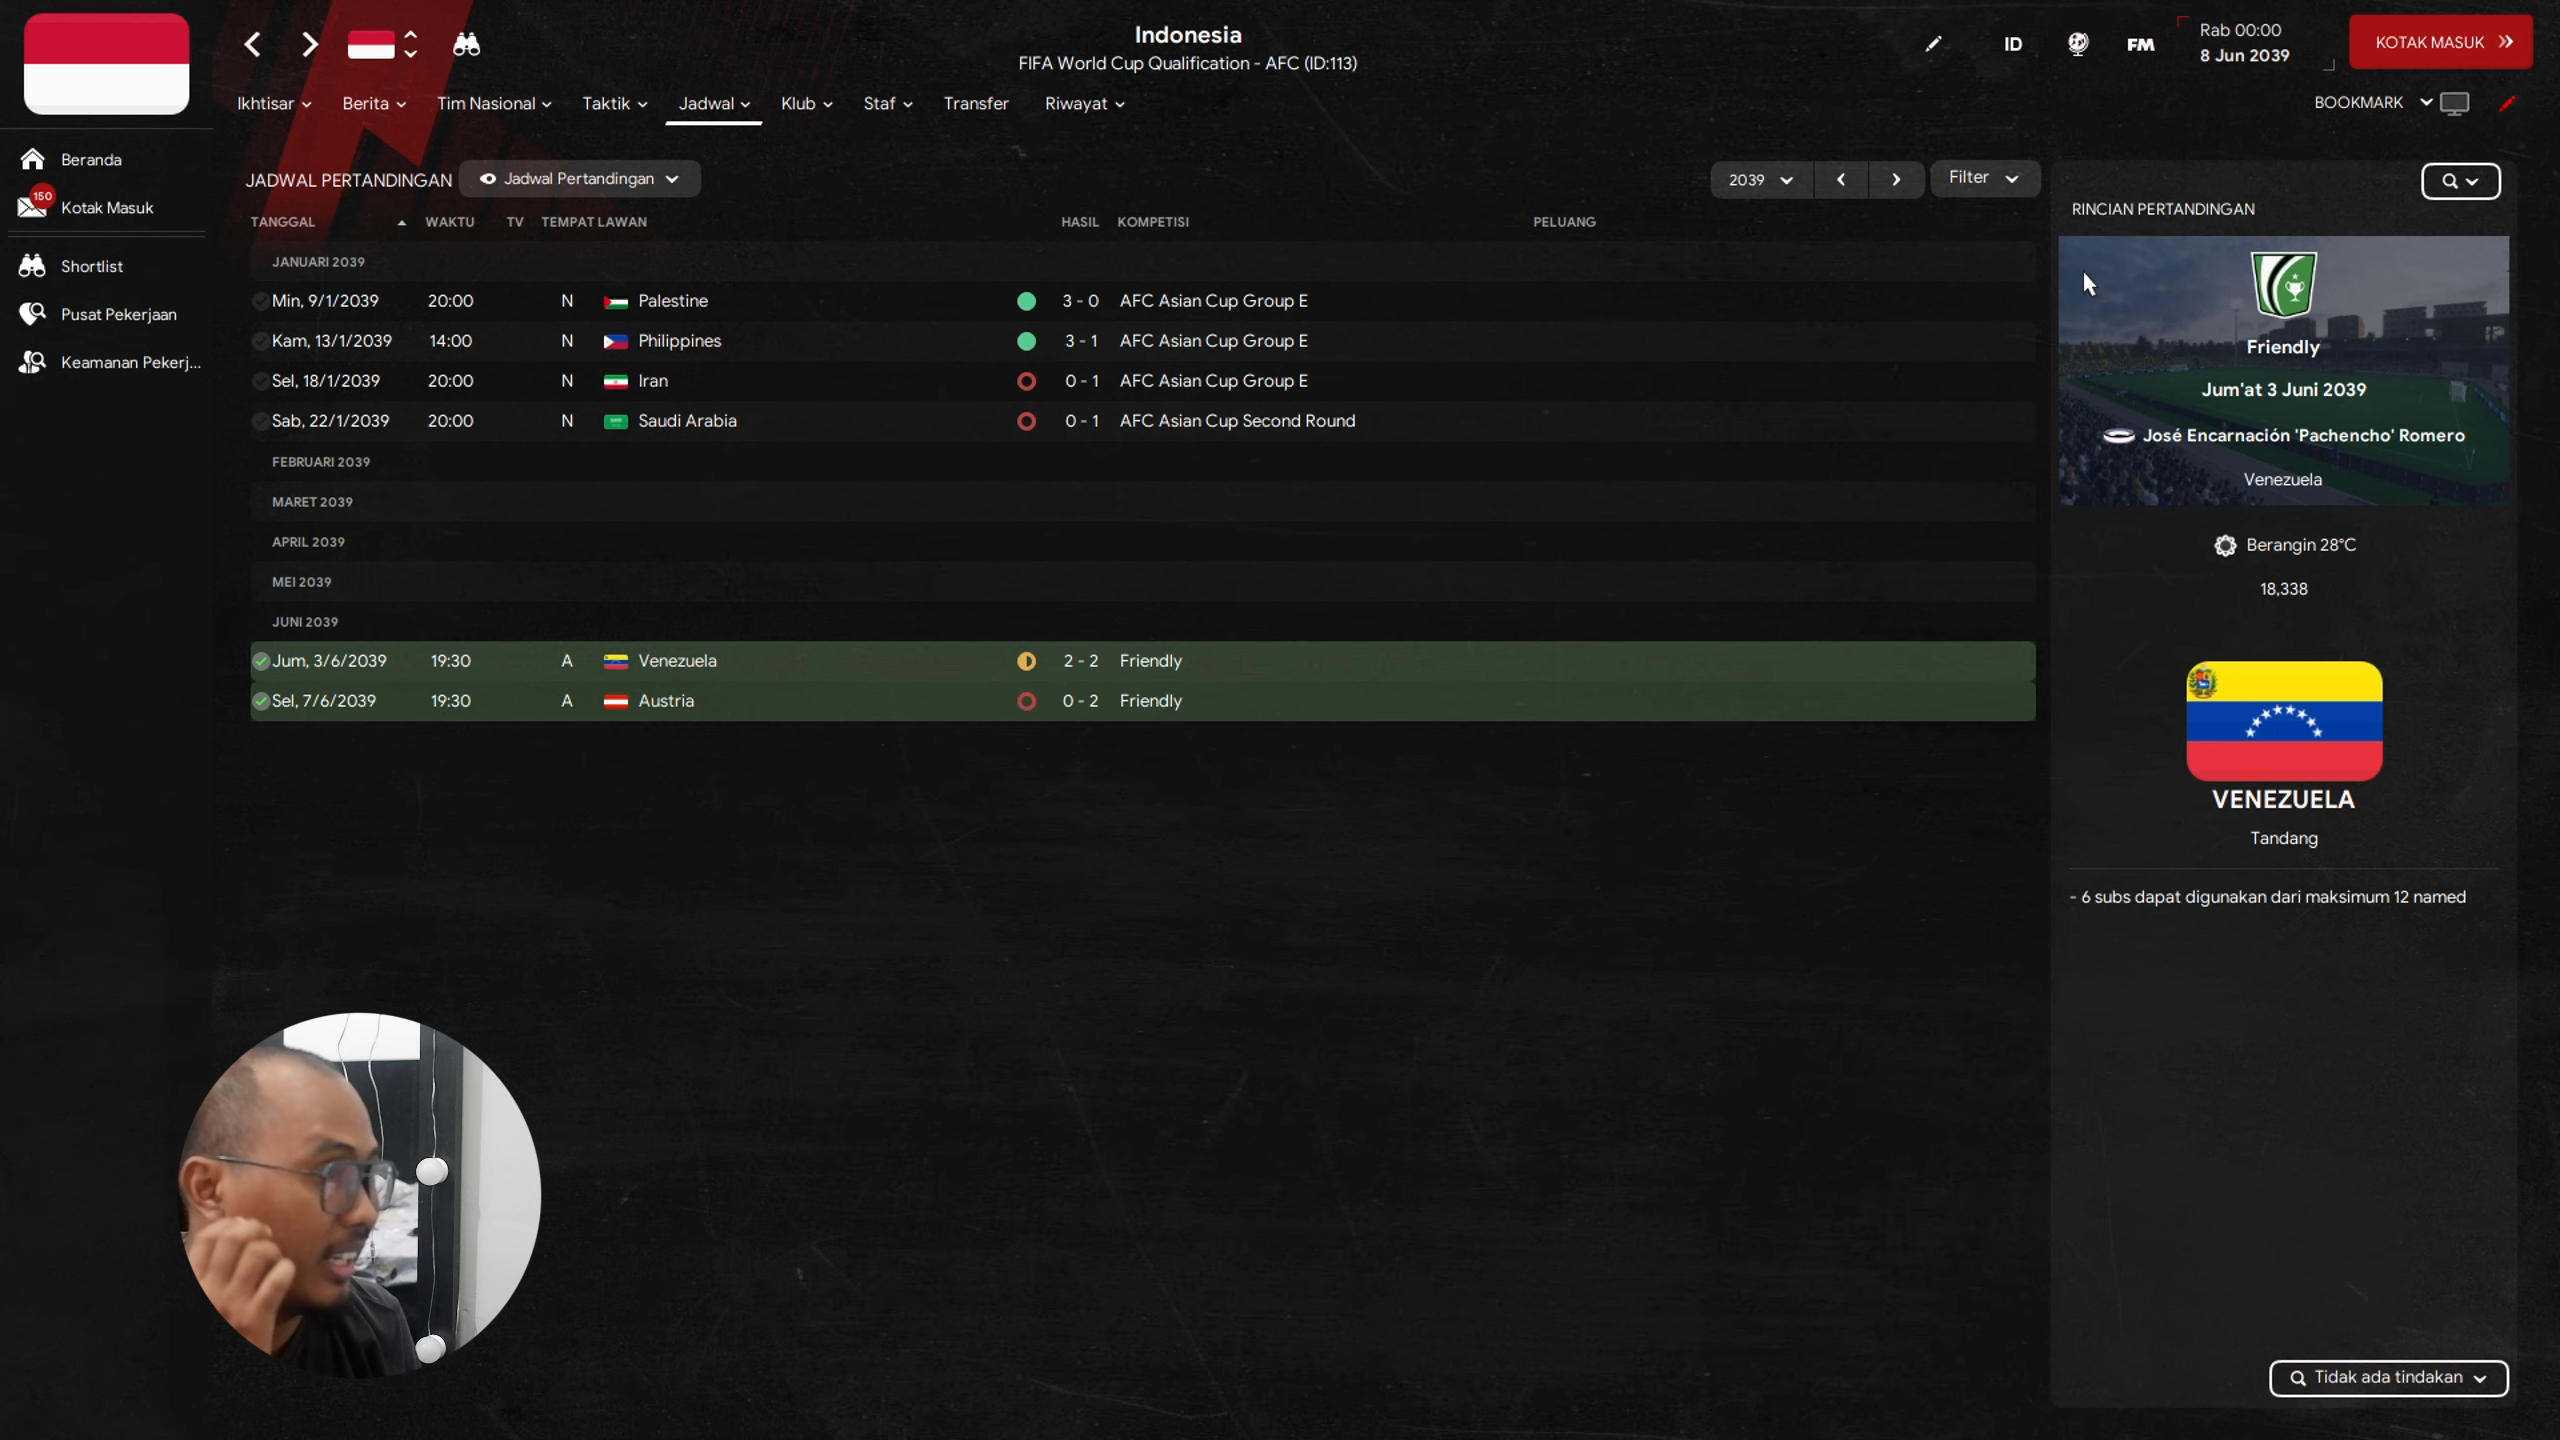 Indonesia
FIFA World Cup Qualification - AFC (ID:113)
ID
FM
Rab 00:00
8 Jun 2039
KOTAK MASUK
Ikhtisar
Berita
Tim Nasional
Taktik
Jadwal
Klub
Staf
Transfer
Riwayat
BOOKMARK
Beranda
150
Kotak Masuk
Shortlist
Pusat Pekerjaan
Keamanan Pekerj...
JADWAL PERTANDINGAN
Jadwal Pertandingan
2039
Filter
TANGGAL WAKTU TV TEMPAT LAWAN HASIL KOMPETISI PELUANG
JANUARI 2039
Min, 9/1/2039 20:00 N Palestine 3 - 0 AFC Asian Cup Group E
Kam, 13/1/2039 14:00 N Philippines 3 - 1 AFC Asian Cup Group E
Sel, 18/1/2039 20:00 N Iran 0 - 1 AFC Asian Cup Group E
Sab, 22/1/2039 20:00 N Saudi Arabia 0 - 1 AFC Asian Cup Second Round
FEBRUARI 2039
MARET 2039
APRIL 2039
MEI 2039
JUNI 2039
Jum, 3/6/2039 19:30 A Venezuela 2 - 2 Friendly
Sel, 7/6/2039 19:30 A Austria 0 - 2 Friendly
RINCIAN PERTANDINGAN
Friendly
Jum'at 3 Juni 2039
José Encarnación 'Pachencho' Romero
Venezuela
Berangin 28°C
18,338
VENEZUELA
Tandang
- 6 subs dapat digunakan dari maksimum 12 named
Tidak ada tindakan